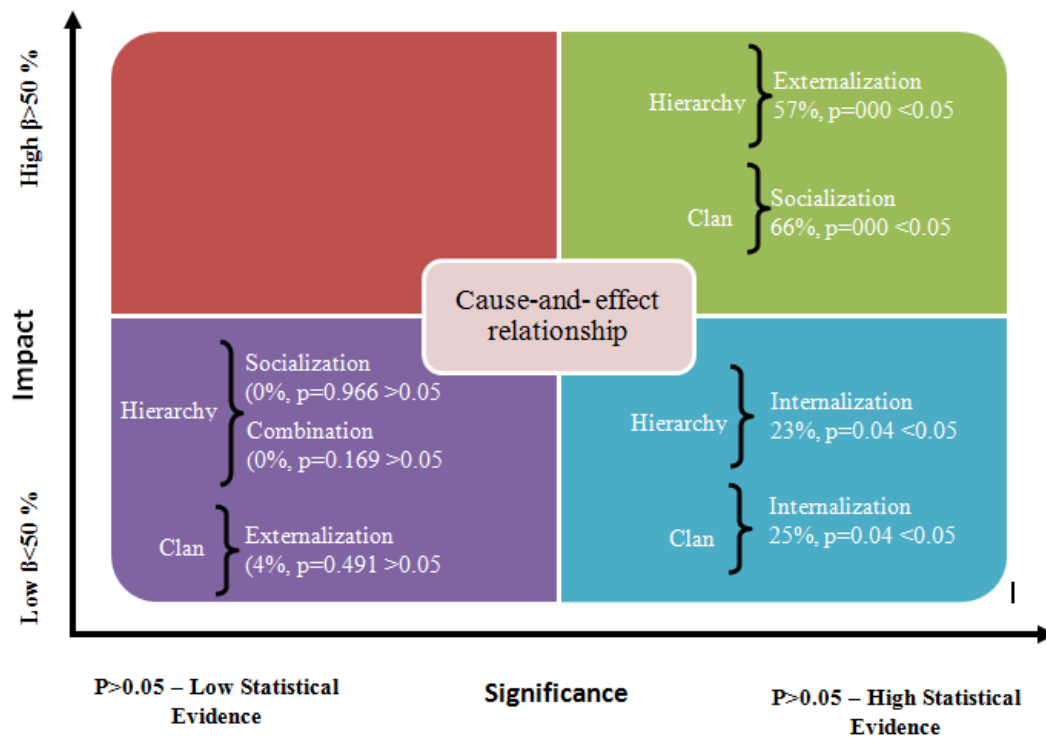 High β>50 %
Impact
Low β<50 %
Hierarchy
Externalization
57%, p=000 <0.05
Clan
Socialization
66%, p=000 <0.05
Cause-and- effect
relationship
Hierarchy
Socialization
(0%, p=0.966 >0.05
Combination
(0%, p=0.169 >0.05
Clan
Externalization
(4%, p=0.491 >0.05
Hierarchy
Internalization
23%, p=0.04 <0.05
Clan
Internalization
25%, p=0.04 <0.05
P>0.05 – Low Statistical
Evidence
Significance
P>0.05 – High Statistical
Evidence